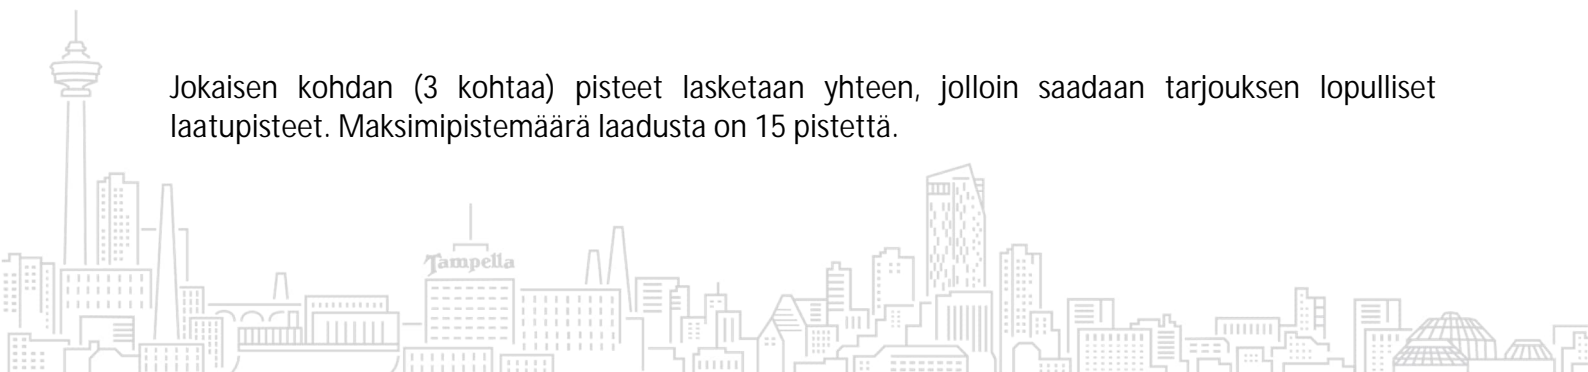 Jokaisen kohdan (3 kohtaa) pisteet lasketaan yhteen, jolloin saadaan tarjouksen lopulliset
laatupisteet. Maksimipistemäärä laadusta on 15 pistettä.
Tampella